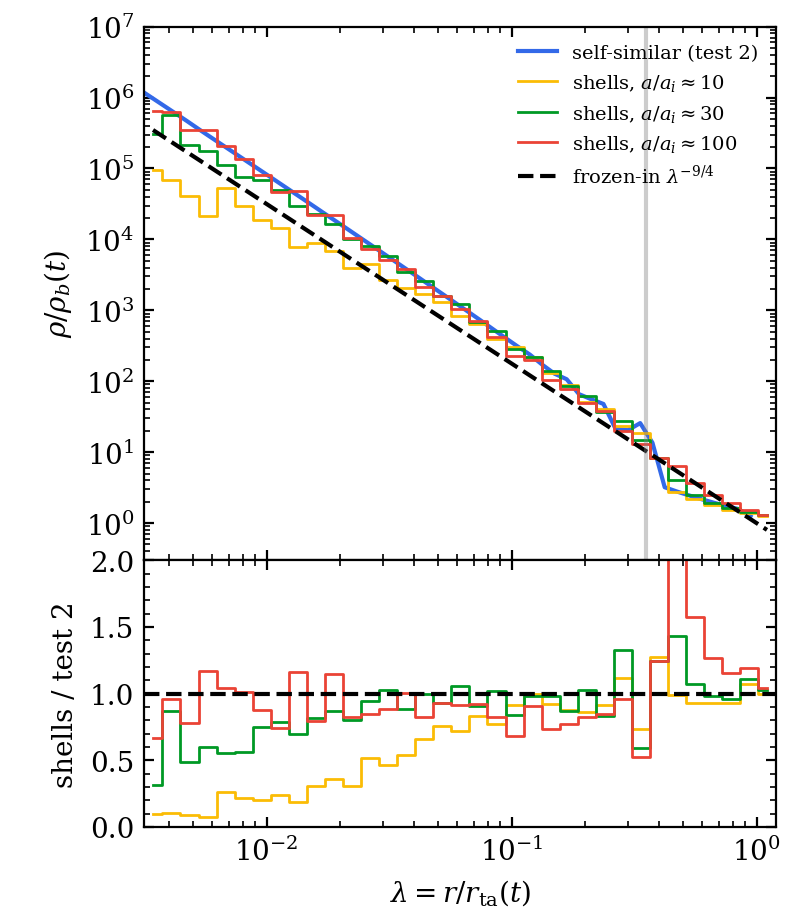 10^7
10^6
10^5
10^4
10^3
10^2
10^1
10^0
ρ/ρ_b(t)
self-similar (test 2)
shells, a/a_i ≈ 10
shells, a/a_i ≈ 30
shells, a/a_i ≈ 100
frozen-in λ^{-9/4}
2.0
1.5
1.0
0.5
0.0
shells / test 2
10^{-2}
10^{-1}
10^0
λ = r/r_ta(t)